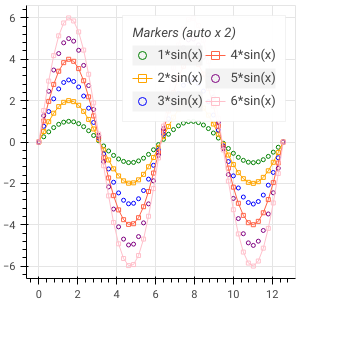 Markers (auto x 2)
1*sin(x) 4*sin(x)
2*sin(x) 5*sin(x)
3*sin(x) 6*sin(x)
6
4
2
0
−2
−4
−6
0 2 4 6 8 10 12